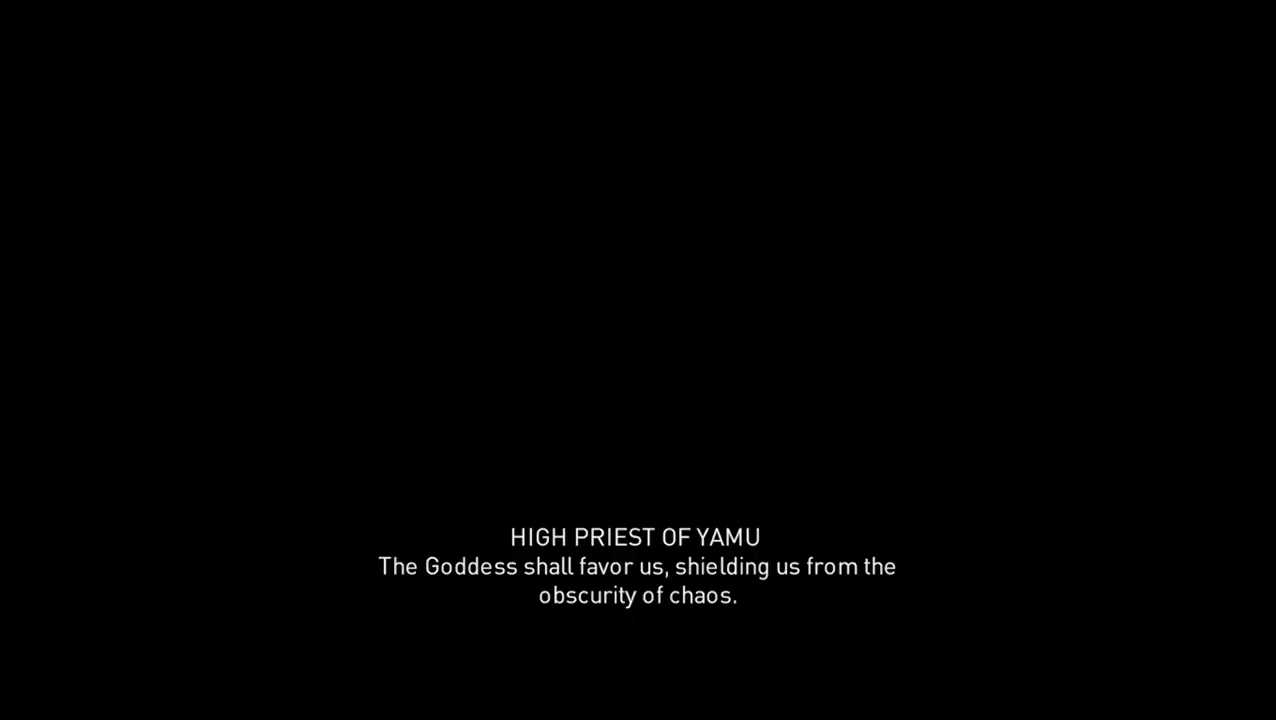 HIGH PRIEST OF YAMU
The Goddess shall favor us, shielding us from the
obscurity of chaos.